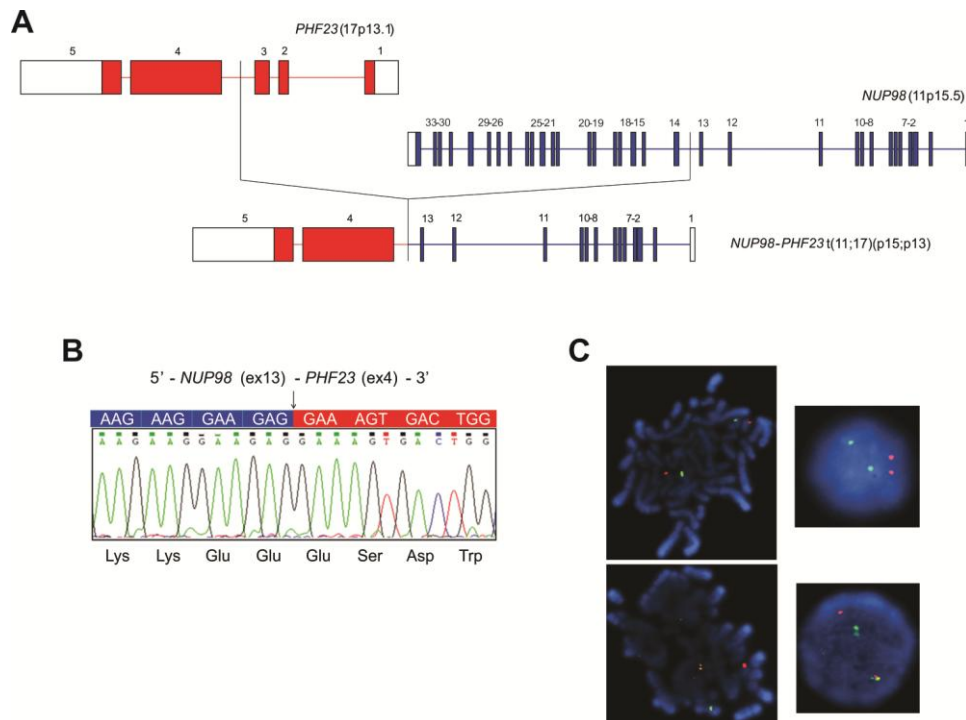 A
PHF23 (17p13.1)
5 4 3 2 1
NUP98 (11p15.5)
33-30 29-26 25-21 20-19 18-15 14 13 12 11 10-8 7-2 1
5 4 13 12 11 10-8 7-2 1
NUP98-PHF23 t(11;17)(p15;p13)
B
5' - NUP98 (ex13) - PHF23 (ex4) - 3'
AAG AAG GAA GAG GAA AGT GAC TGG
A A G A A G G A A G A G G A A A G T G A C T G G
Lys Lys Glu Glu Glu Ser Asp Trp
C